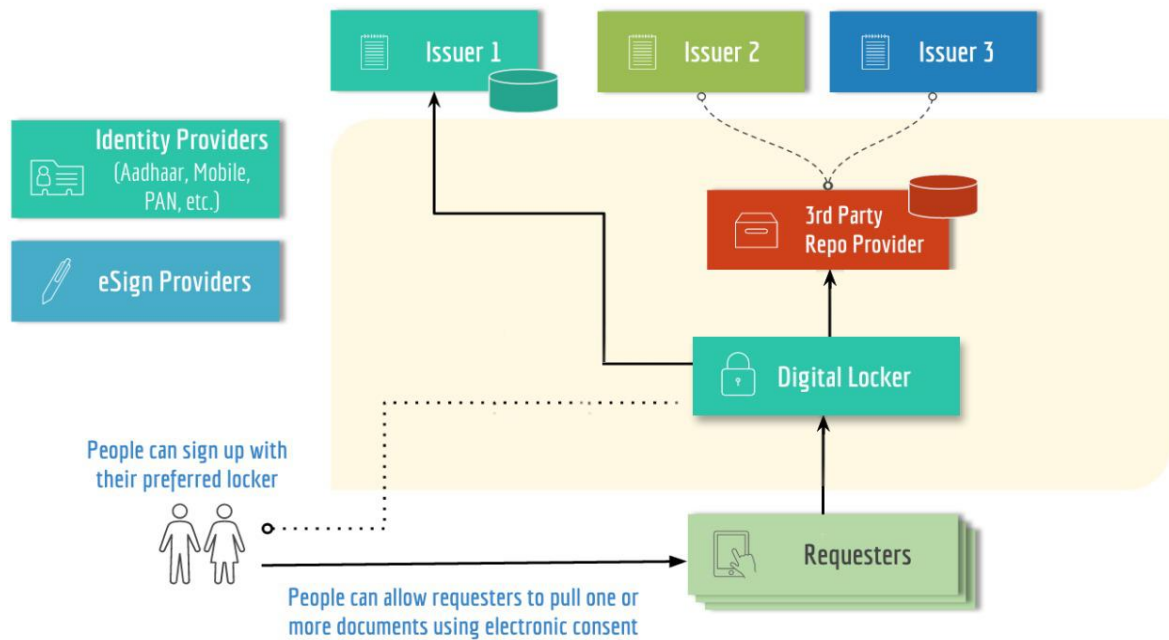 Issuer 1
Issuer 2
Issuer 3
Identity Providers
(Aadhaar, Mobile,
PAN, etc.)
3rd Party
Repo Provider
eSign Providers
Digital Locker
People can sign up with
their preferred locker
Requesters
People can allow requesters to pull one or
more documents using electronic consent